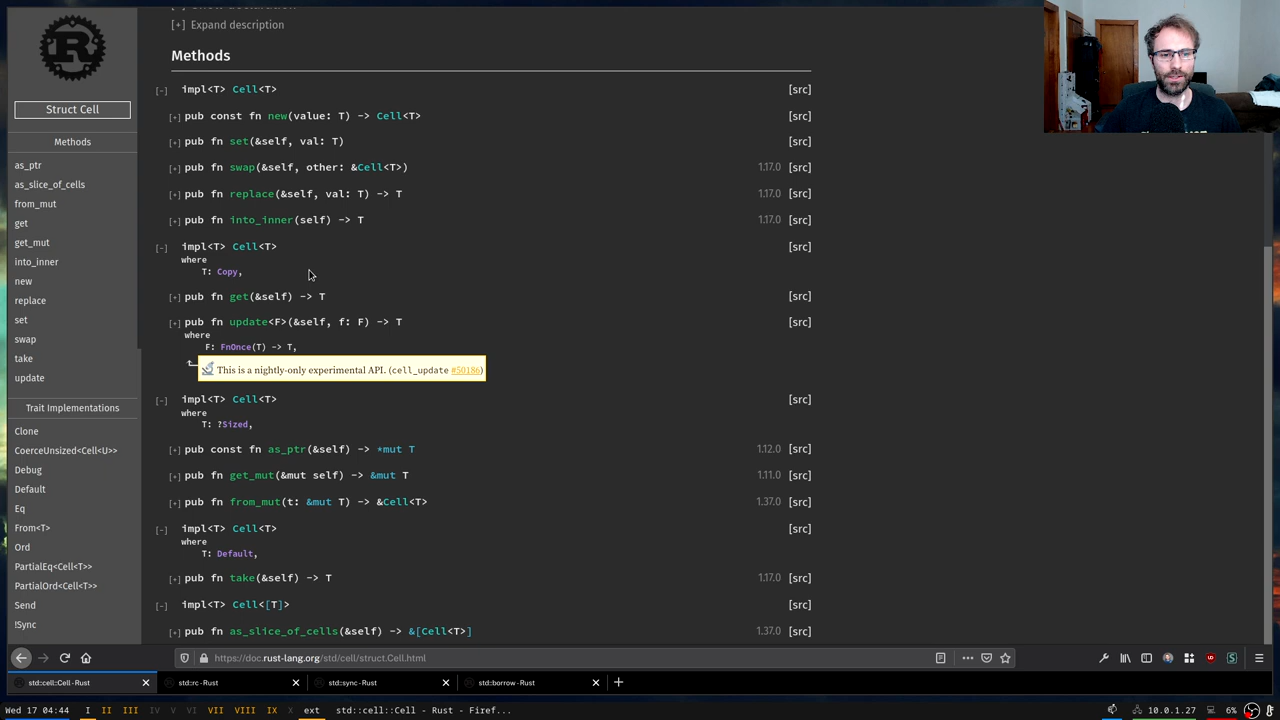 [+] Expand description
Methods
[-] impl<T> Cell<T> [src]
[+] pub const fn new(value: T) -> Cell<T>
[+] pub fn set(&self, val: T)
[+] pub fn swap(&self, other: &Cell<T>) 1.17.0 [src]
[+] pub fn replace(&self, val: T) -> T 1.17.0 [src]
[+] pub fn into_inner(self) -> T 1.17.0 [src]
[-] impl<T> Cell<T> [src]
where
T: Copy,
[+] pub fn get(&self) -> T [src]
[+] pub fn update<F>(&self, f: F) -> T [src]
where
F: FnOnce(T) -> T,
This is a nightly-only experimental API. (cell_update #50186)
[-] impl<T> Cell<T> [src]
where
T: ?Sized,
[+] pub const fn as_ptr(&self) -> *mut T 1.12.0 [src]
[+] pub fn get_mut(&mut self) -> &mut T 1.11.0 [src]
[+] pub fn from_mut(t: &mut T) -> &Cell<T> 1.37.0 [src]
[-] impl<T> Cell<T> [src]
where
T: Default,
[+] pub fn take(&self) -> T 1.17.0 [src]
[-] impl<T> Cell<[T]> [src]
[+] pub fn as_slice_of_cells(&self) -> &[Cell<T>] 1.37.0 [src]
Struct Cell
Methods
as_ptr
as_slice_of_cells
from_mut
get
get_mut
into_inner
new
replace
set
swap
take
update
Trait Implementations
Clone
CoerceUnsized<Cell<U>>
Debug
Default
Eq
From<T>
Ord
PartialEq<Cell<T>>
PartialOrd<Cell<T>>
Send
!Sync
https://doc.rust-lang.org/std/cell/struct.Cell.html
std::cell::Cell - Rust
std::rc - Rust
std::sync - Rust
std::borrow - Rust
Wed 17 04:44 I II III IV V VI VII VIII IX X ext std::cell::Cell - Rust - Firef... 10.0.1.27 6%